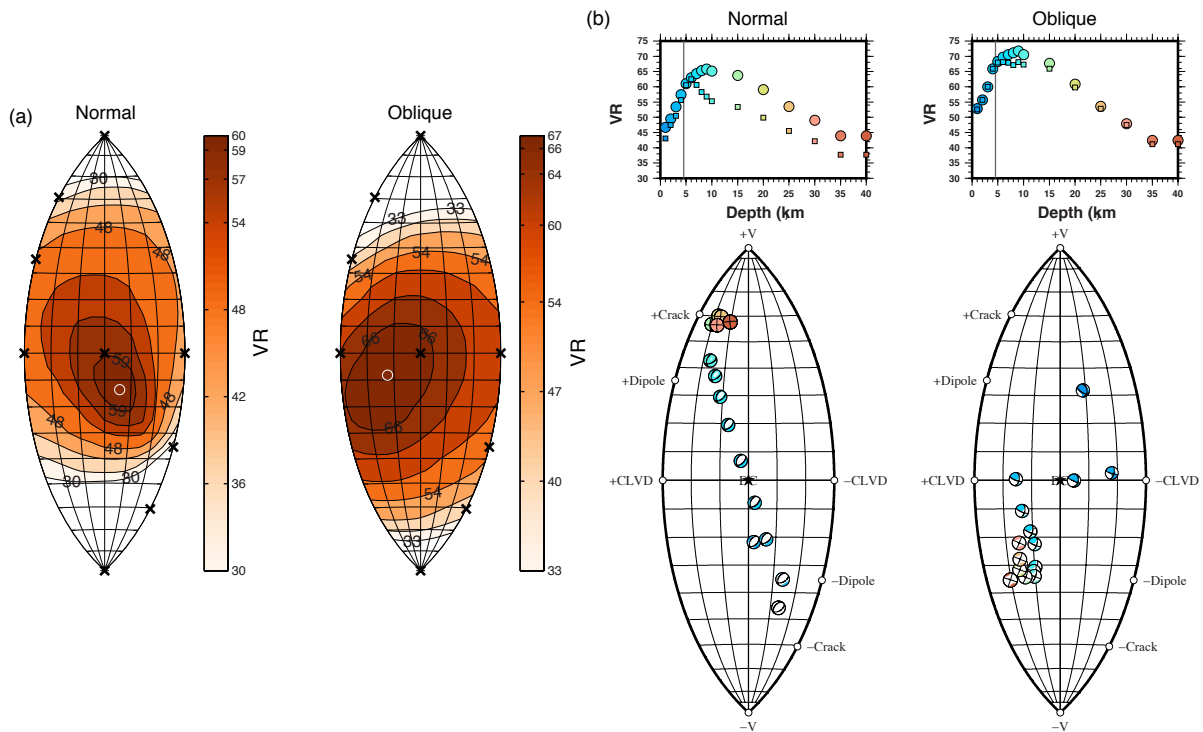 (a)
Normal
30
48
48
59
59
48
48
48
30
30
60
59
57
54
48
42
36
30
VR
Oblique
33
33
54
54
54
66
66
66
54
33
67
66
64
60
54
47
40
33
VR
(b)
Normal
75
70
65
60
55
50
45
40
35
30
VR
0 5 10 15 20 25 30 35 40
Depth (km
Oblique
75
70
65
60
55
50
45
40
35
30
VR
0 5 10 15 20 25 30 35 40
Depth (km
+V
+Crack
+Dipole
+CLVD
−CLVD
−Dipole
−Crack
−V
+V
+Crack
+Dipole
+CLVD
−CLVD
−Dipole
−Crack
−V